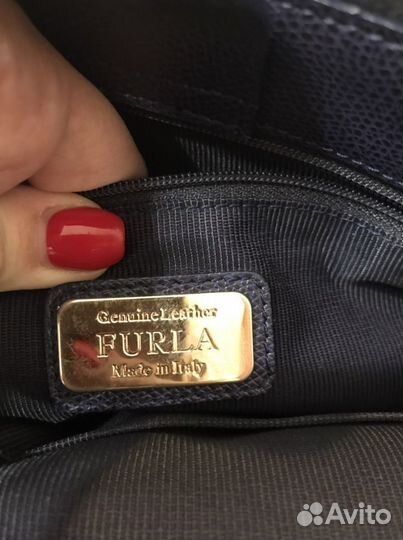 Genuine Leather
FURLA
Made in Italy
Avito